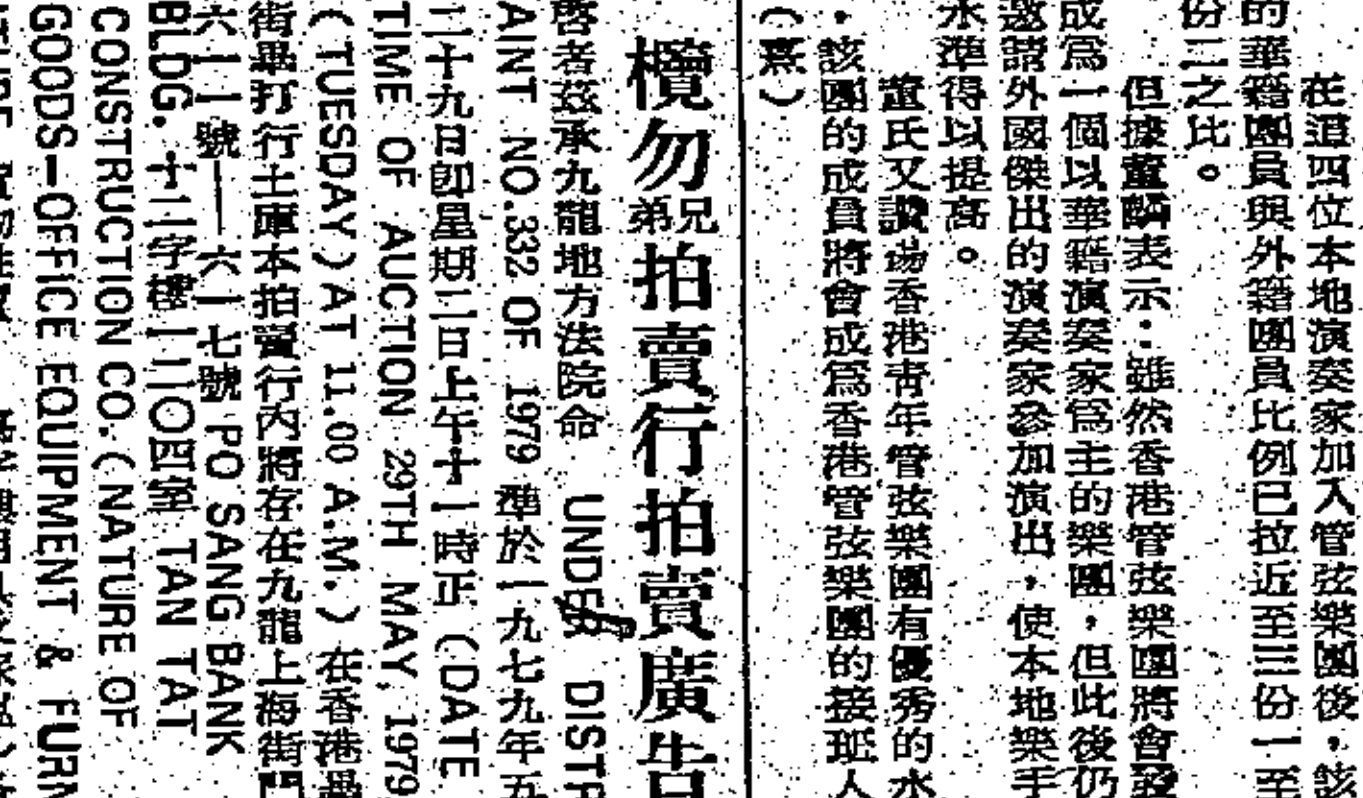 在這四位本地演奏家加入管弦樂團後，該
的華籍團員與外籍團員比例已拉近至三份一至
份二之比。
但據董麟表示：雖然香港管弦樂團將會發
成爲一個以華籍演奏家爲主的樂團，但此後仍
邀請外國傑出的演奏家參加演出，使本地樂手
水準得以提高。
董氏又讚揚香港青年管弦樂團有優秀的水
，該團的成員將會成爲香港管弦樂團的接班人
（熹）
欖勿兄弟拍賣行拍賣廣告
啓者茲承九龍地方法院命 UNDER DISTR
AINT NO.332 OF 1979 準於一九七九年五
二十九日卽星期二日上午十一時正（DATE
TIME OF AUCTION 29TH MAY, 1979
(TUESDAY) AT 11.00 A.M.) 在香港畢
街畢打行土庫本拍賣行內將存在九龍上海街門
六一一號——六一七號 PO SANG BANK
BLDG. 十二字樓一二〇四室 TAN TAT
CONSTRUCTION CO. (NATURE OF
GOODS—OFFICE EQUIPMENT & FURN